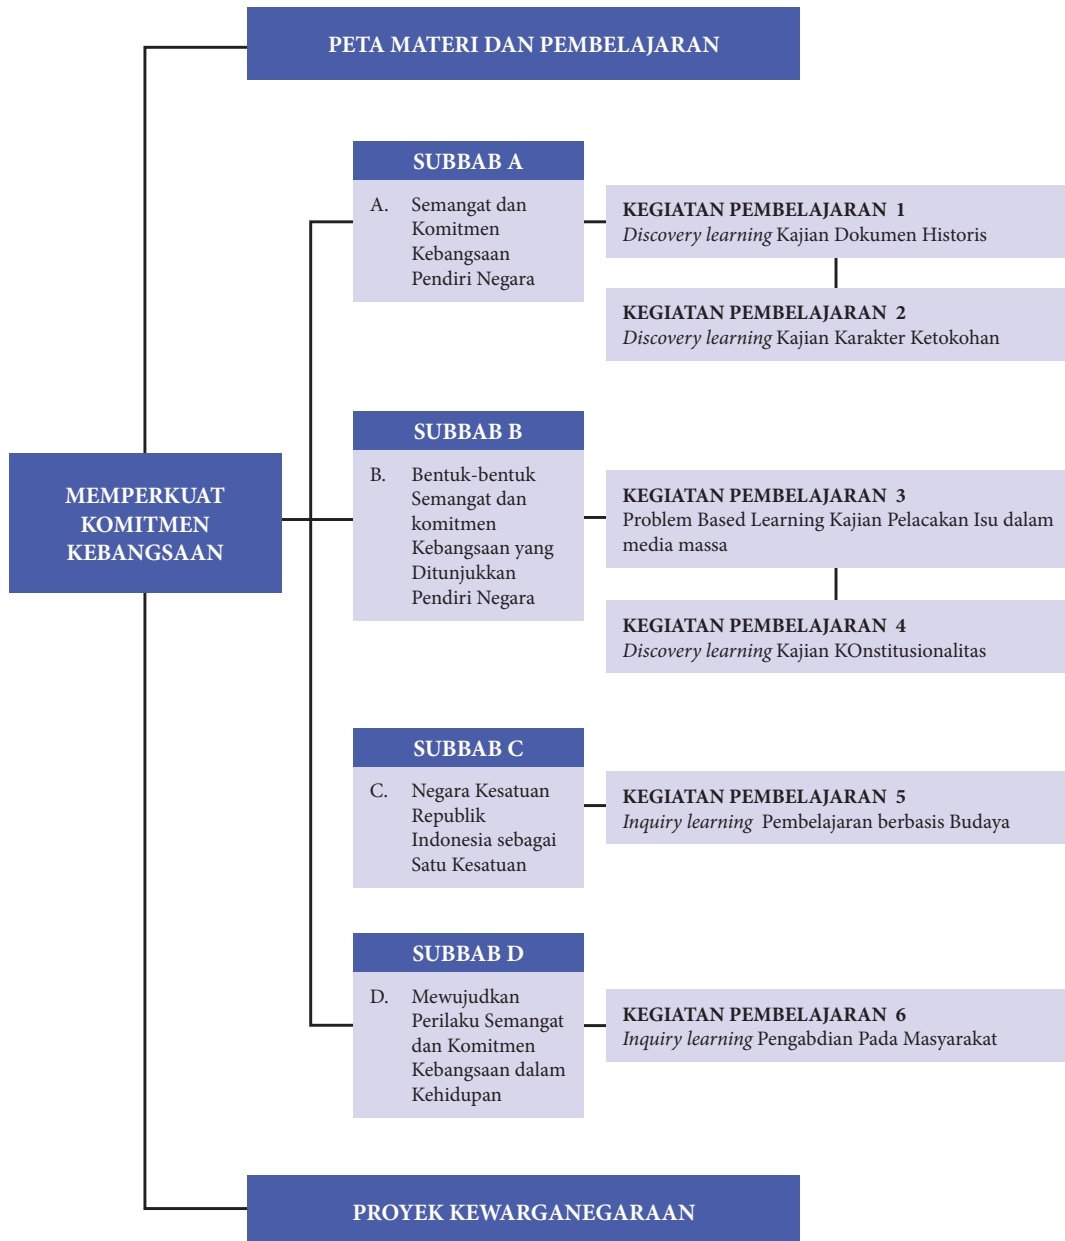 PETA MATERI DAN PEMBELAJARAN
MEMPERKUAT
KOMITMEN
KEBANGSAAN
SUBBAB A
A. Semangat dan
Komitmen
Kebangsaan
Pendiri Negara
KEGIATAN PEMBELAJARAN 1
Discovery learning Kajian Dokumen Historis
KEGIATAN PEMBELAJARAN 2
Discovery learning Kajian Karakter Ketokohan
SUBBAB B
B. Bentuk-bentuk
Semangat dan
komitmen
Kebangsaan yang
Ditunjukkan
Pendiri Negara
KEGIATAN PEMBELAJARAN 3
Problem Based Learning Kajian Pelacakan Isu dalam
media massa
KEGIATAN PEMBELAJARAN 4
Discovery learning Kajian KOnstitusionalitas
SUBBAB C
C. Negara Kesatuan
Republik
Indonesia sebagai
Satu Kesatuan
KEGIATAN PEMBELAJARAN 5
Inquiry learning Pembelajaran berbasis Budaya
SUBBAB D
D. Mewujudkan
Perilaku Semangat
dan Komitmen
Kebangsaan dalam
Kehidupan
KEGIATAN PEMBELAJARAN 6
Inquiry learning Pengabdian Pada Masyarakat
PROYEK KEWARGANEGARAAN